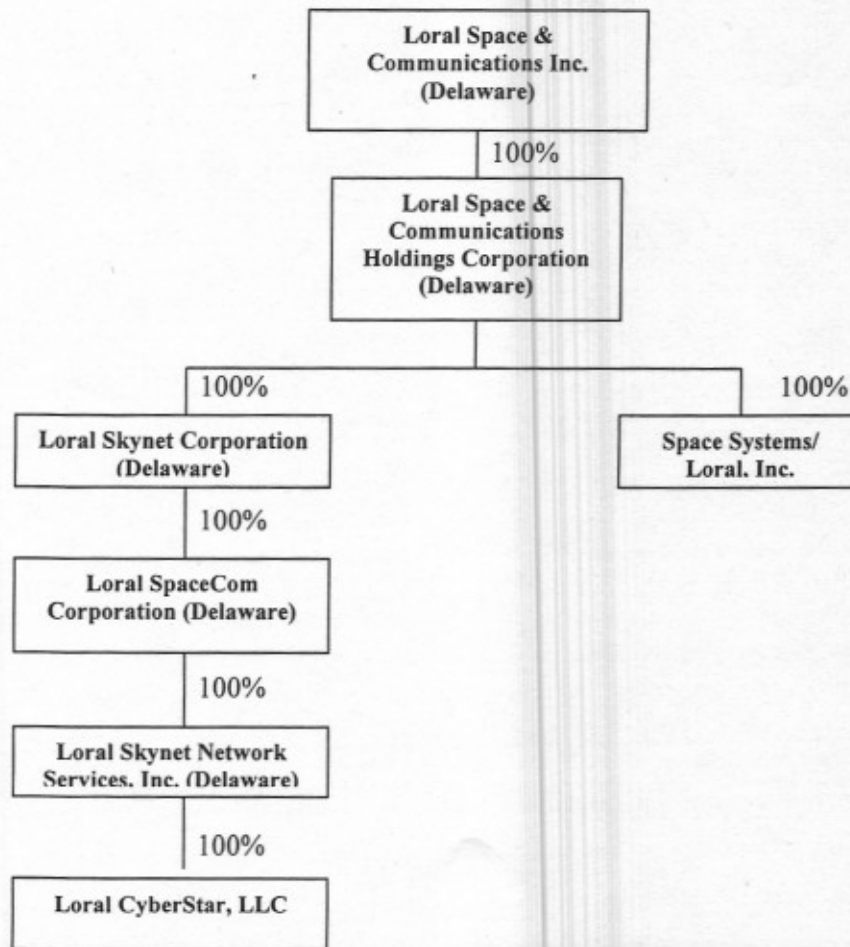 Loral Space &
Communications Inc.
(Delaware)
100%
Loral Space &
Communications
Holdings Corporation
(Delaware)
100%
100%
Loral Skynet Corporation
(Delaware)
Space Systems/
Loral. Inc.
100%
Loral SpaceCom
Corporation (Delaware)
100%
Loral Skynet Network
Services. Inc. (Delaware)
100%
Loral CyberStar, LLC